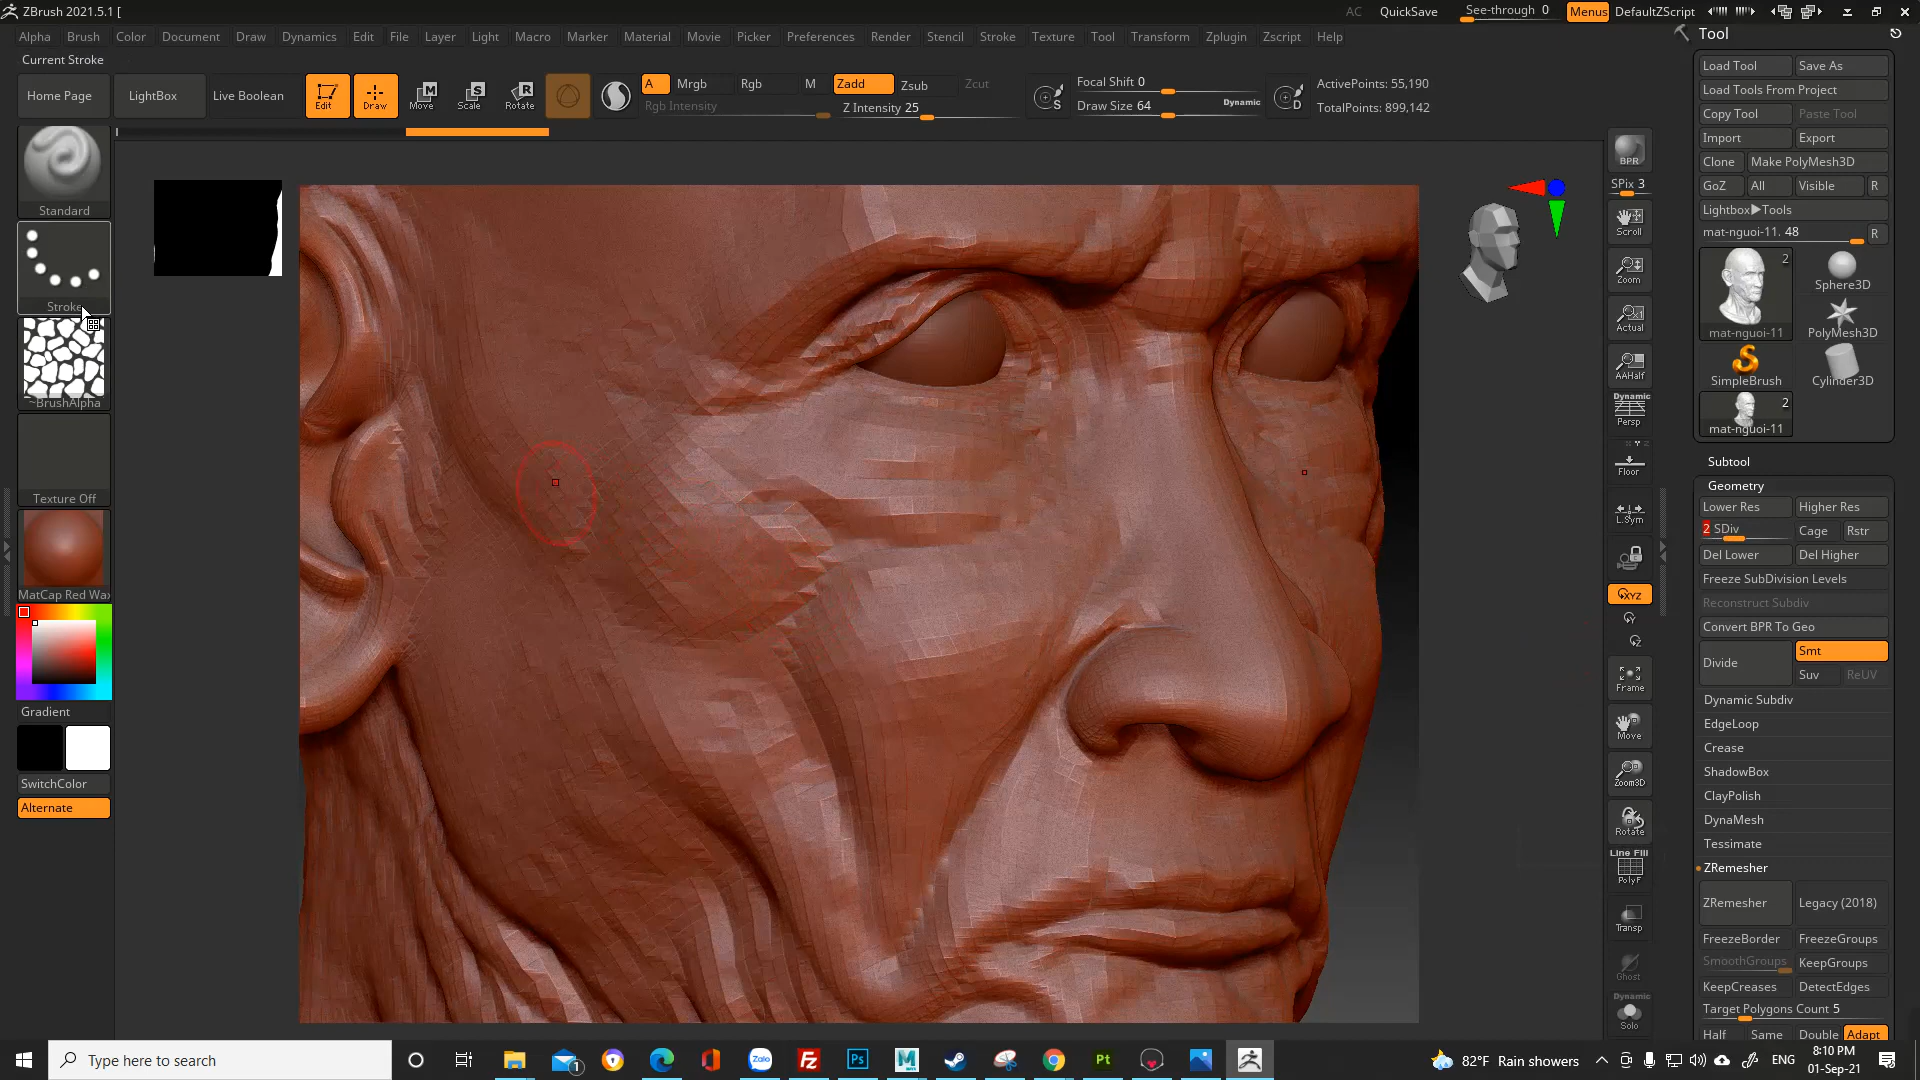 ZBrush 2021.5.1 [
AC QuickSave See-through 0 Menus DefaultZScript
Alpha Brush Color Document Draw Dynamics Edit File Layer Light Macro Marker Material Movie Picker Preferences Render Stencil Stroke Texture Tool Transform Zplugin Zscript Help
Current Stroke
Home Page LightBox Live Boolean Edit Draw Move Scale Rotate
M S R
A Mrgb Rgb M
Rgb Intensity
Zadd Zsub Zcut
Z Intensity 25
S
Focal Shift 0
Draw Size 64 Dynamic
D
ActivePoints: 55,190
TotalPoints: 899,142
Standard
Stroke
~BrushAlpha
Texture Off
MatCap Red Wax
Gradient
SwitchColor
Alternate
BPR
SPix 3
Scroll
Zoom
Actual
AAHalf
Dynamic
Persp
Floor
L.Sym
XYZ
Y
Z
Frame
Move
Zoom3D
Rotate
Line Fill
PolyF
Transp
Ghost
Dynamic
Solo
Tool
Load Tool Save As
Load Tools From Project
Copy Tool Paste Tool
Import Export
Clone Make PolyMesh3D
GoZ All Visible R
Lightbox▶Tools
mat-nguoi-11. 48 R
2
mat-nguoi-11
Sphere3D
PolyMesh3D
SimpleBrush
Cylinder3D
2
mat-nguoi-11
Subtool
Geometry
Lower Res Higher Res
2 SDiv Cage Rstr
Del Lower Del Higher
Freeze SubDivision Levels
Reconstruct Subdiv
Convert BPR To Geo
Divide Smt
Suv ReUV
Dynamic Subdiv
EdgeLoop
Crease
ShadowBox
ClayPolish
DynaMesh
Tessimate
ZRemesher
ZRemesher Legacy (2018)
FreezeBorder FreezeGroups
SmoothGroups KeepGroups
KeepCreases DetectEdges
Target Polygons Count 5
Half Same Double Adapt
Type here to search
1
Zalo
Fz
Ps
M
Pt
82°F Rain showers
ENG
8:10 PM
01-Sep-21